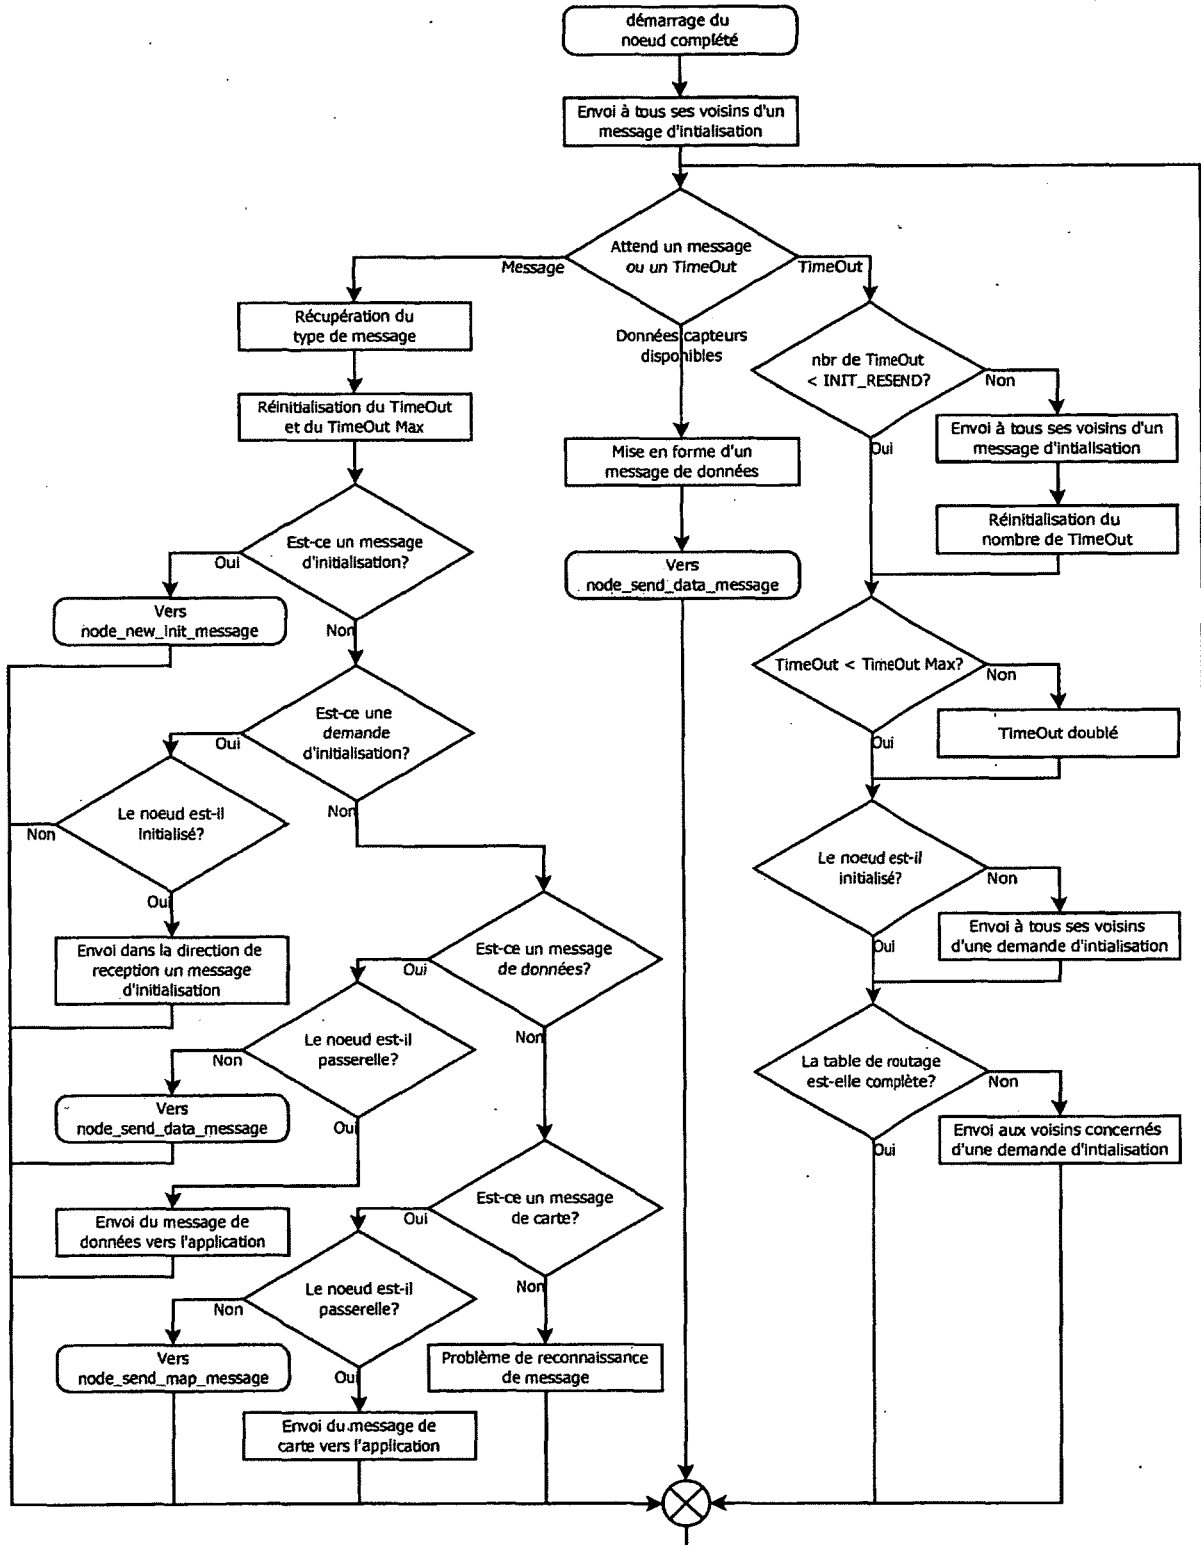 démarrage du
noeud complété
Envoi à tous ses voisins d'un
message d'intialisation
Attend un message
ou un TimeOut
Message
TimeOut
Données capteurs
disponibles
Récupération du
type de message
Réinitialisation du TimeOut
et du TimeOut Max
nbr de TimeOut
< INIT_RESEND?
Non
Oui
Envoi à tous ses voisins d'un
message d'intialisation
Réinitialisation du
nombre de TimeOut
Mise en forme d'un
message de données
Vers
node_send_data_message
Est-ce un message
d'initialisation?
Oui
Non
Vers
node_new_init_message
TimeOut < TimeOut Max?
Non
Oui
TimeOut doublé
Est-ce une
demande
d'initialisation?
Oui
Non
Le noeud est-il
initialisé?
Non
Oui
Envoi dans la direction de
reception un message
d'initialisation
Le noeud est-il
initialisé?
Non
Oui
Envoi à tous ses voisins
d'une demande d'intialisation
Est-ce un message
de données?
Oui
Non
Le noeud est-il
passerelle?
Non
Oui
Vers
node_send_data_message
Envoi du message de
données vers l'application
La table de routage
est-elle complète?
Non
Oui
Envoi aux voisins concernés
d'une demande d'intialisation
Est-ce un message
de carte?
Oui
Non
Le noeud est-il
passerelle?
Non
Oui
Vers
node_send_map_message
Envoi du message de
carte vers l'application
Problème de reconnaissance
de message